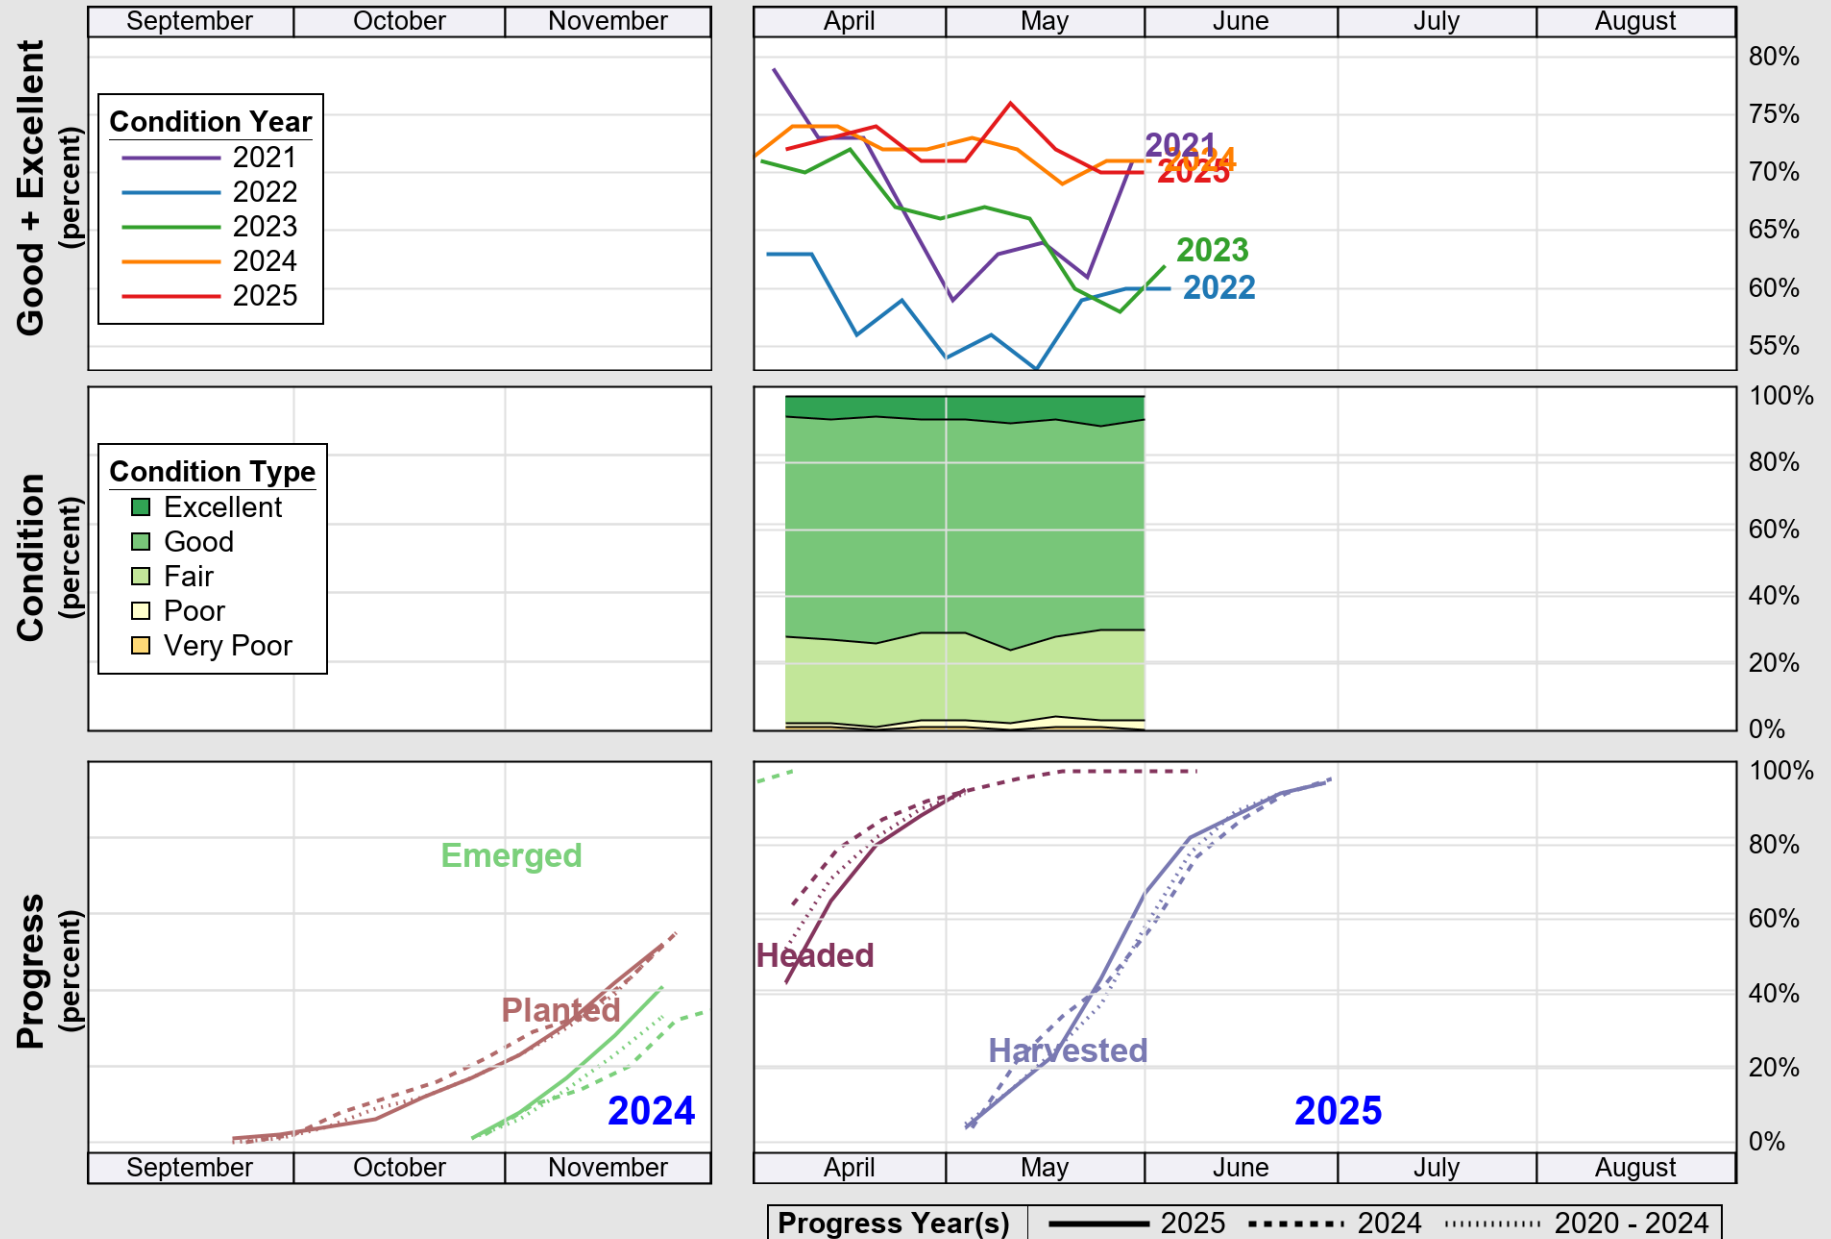 September October November April May June July August
Good + Excellent
(percent)
Condition Year
2021
2022
2023
2024
2025
2021
2024
2025
2023
2022
80%
75%
70%
65%
60%
55%
Condition
(percent)
Condition Type
Excellent
Good
Fair
Poor
Very Poor
100%
80%
60%
40%
20%
0%
Progress
(percent)
Emerged
Planted
2024
Headed
Harvested
2025
100%
80%
60%
40%
20%
0%
September October November April May June July August
Progress Year(s) 2025 2024 2020 - 2024